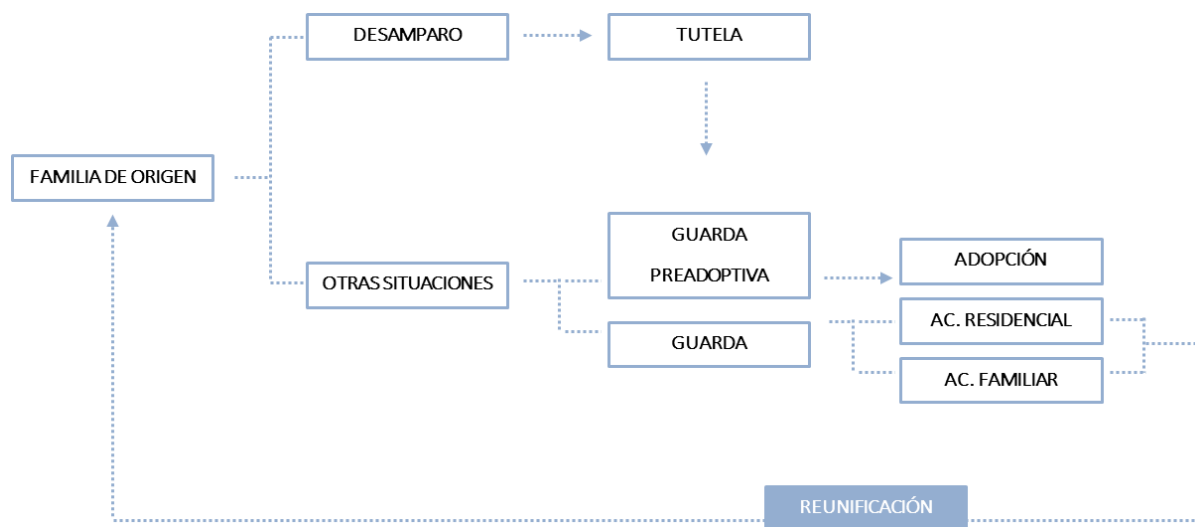 DESAMPARO
TUTELA
FAMILIA DE ORIGEN
GUARDA
PREADOPTIVA
ADOPCIÓN
OTRAS SITUACIONES
AC. RESIDENCIAL
GUARDA
AC. FAMILIAR
REUNIFICACIÓN